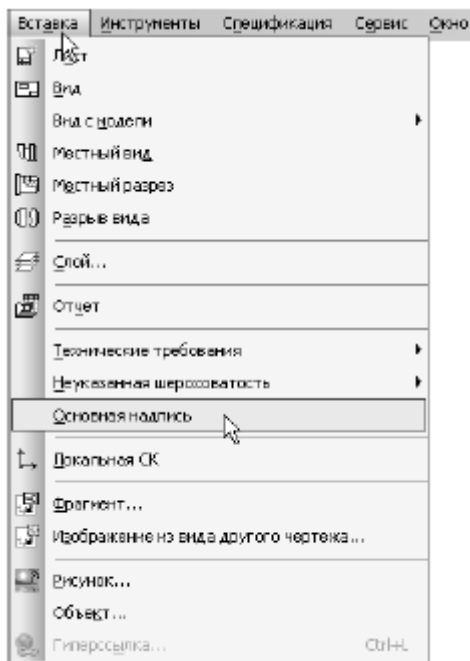 Вставка Инструменты Спецификация Сервис Окно
Лист
Вид
Вид с модели
Местный вид
Местный разрез
Разрыв вида
Слой...
Отчет
Технические требования
Неуказанная шероховатость
Основная надпись
Локальная СК
Фрагмент...
Изображение из вида другого чертежа...
Рисунок...
Объект...
Гиперссылка... Ctrl+L